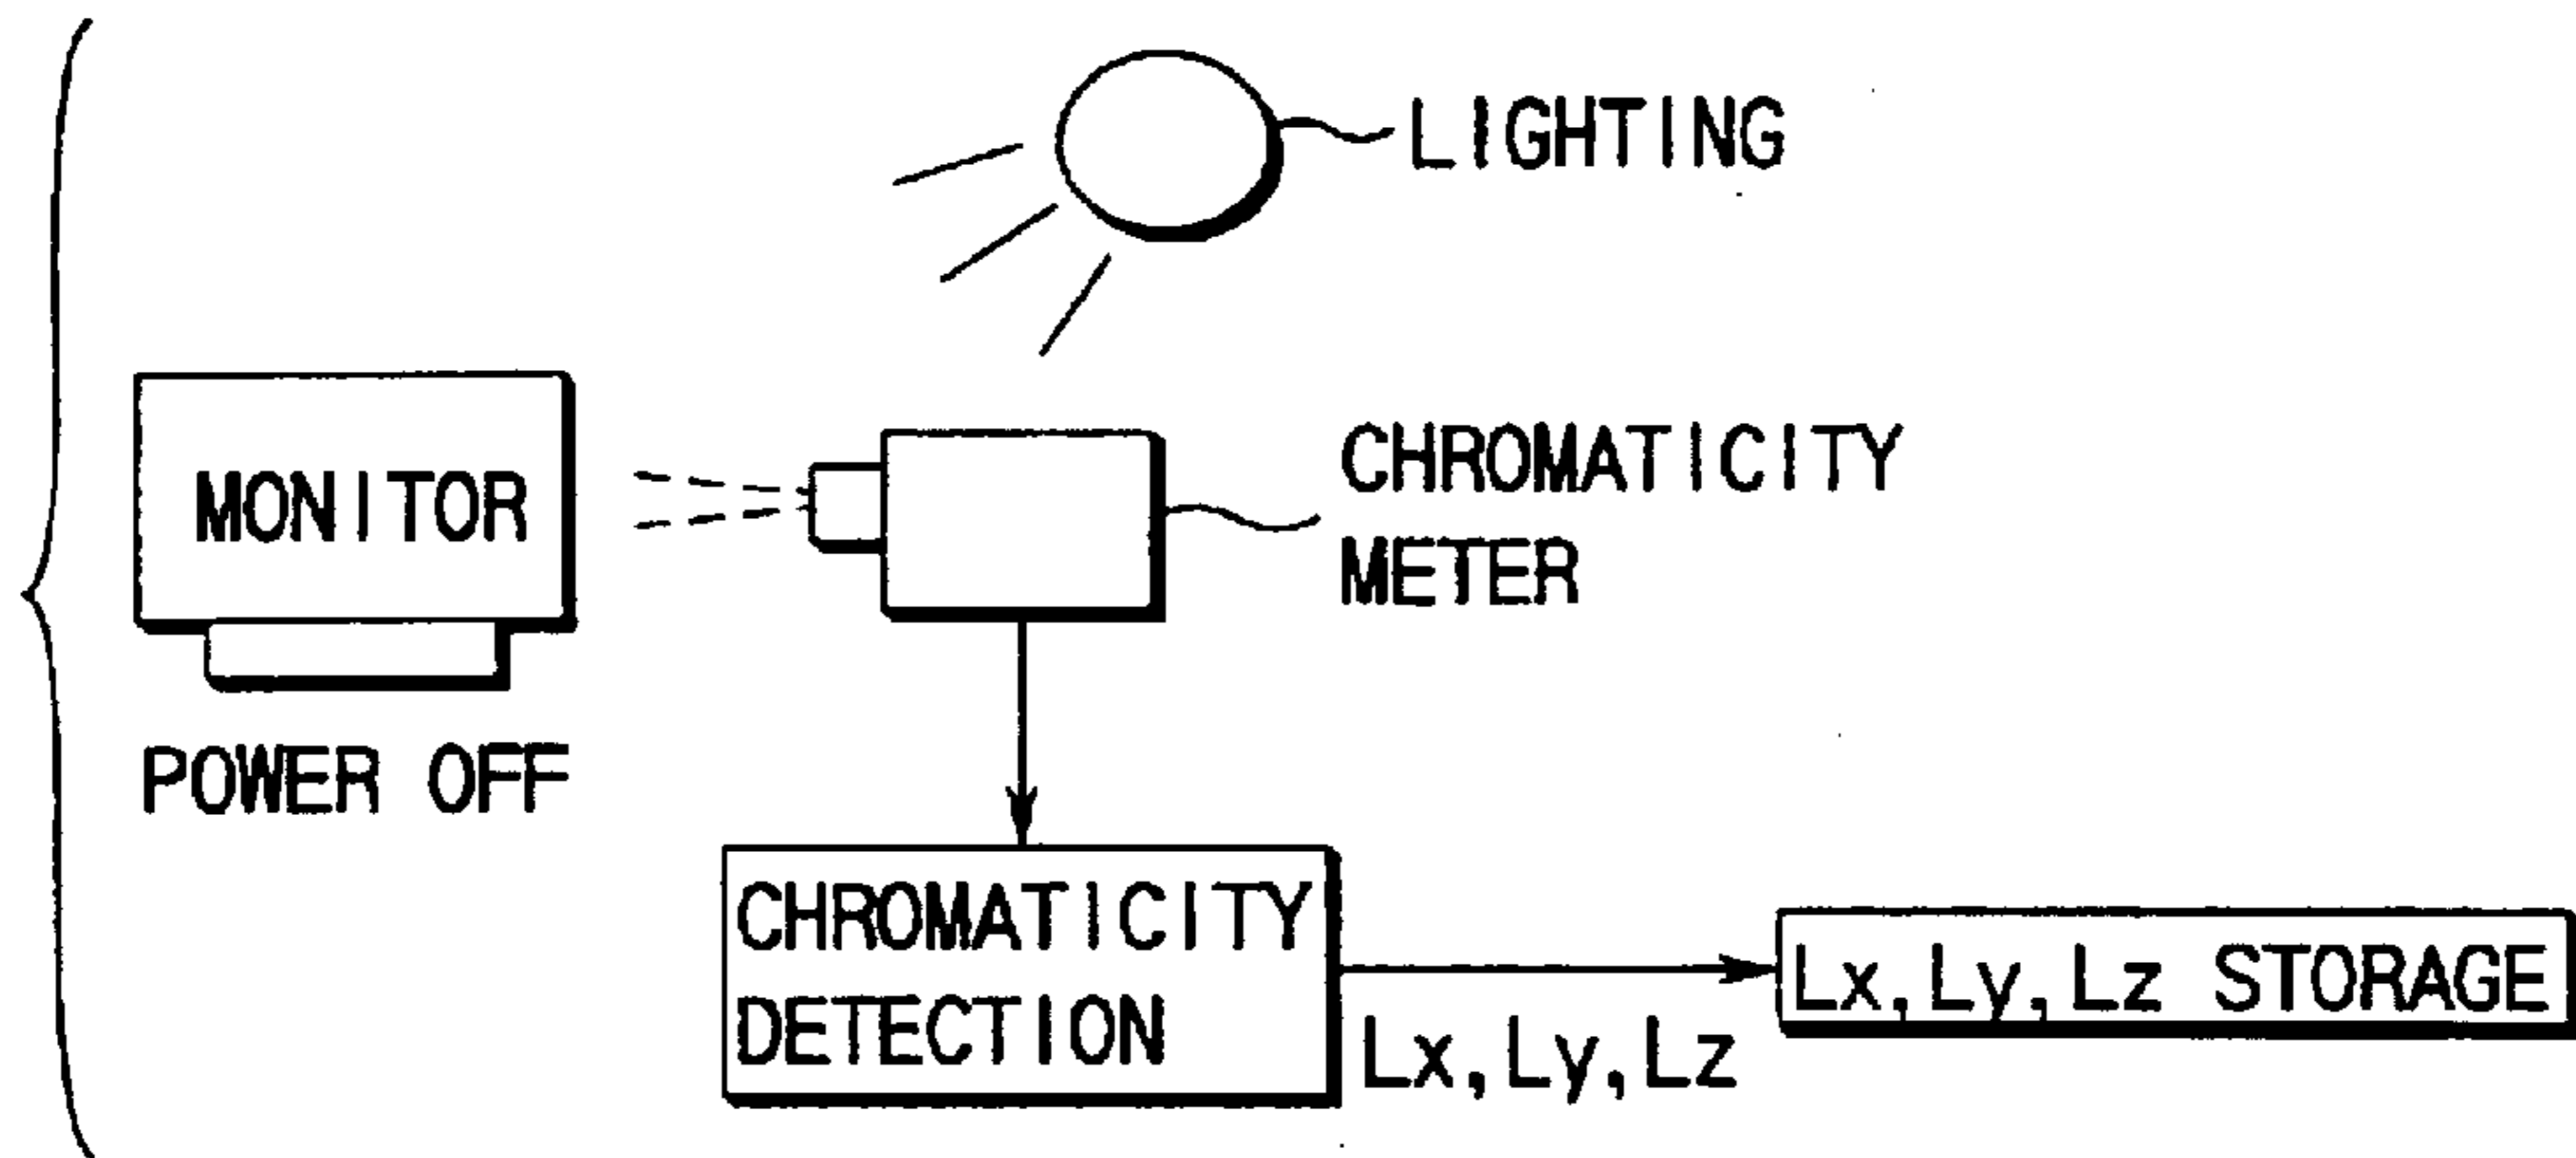 LIGHTING
MONITOR
CHROMATICITY
METER
POWER OFF
CHROMATICITY
DETECTION
Lx, Ly, Lz
Lx, Ly, Lz STORAGE